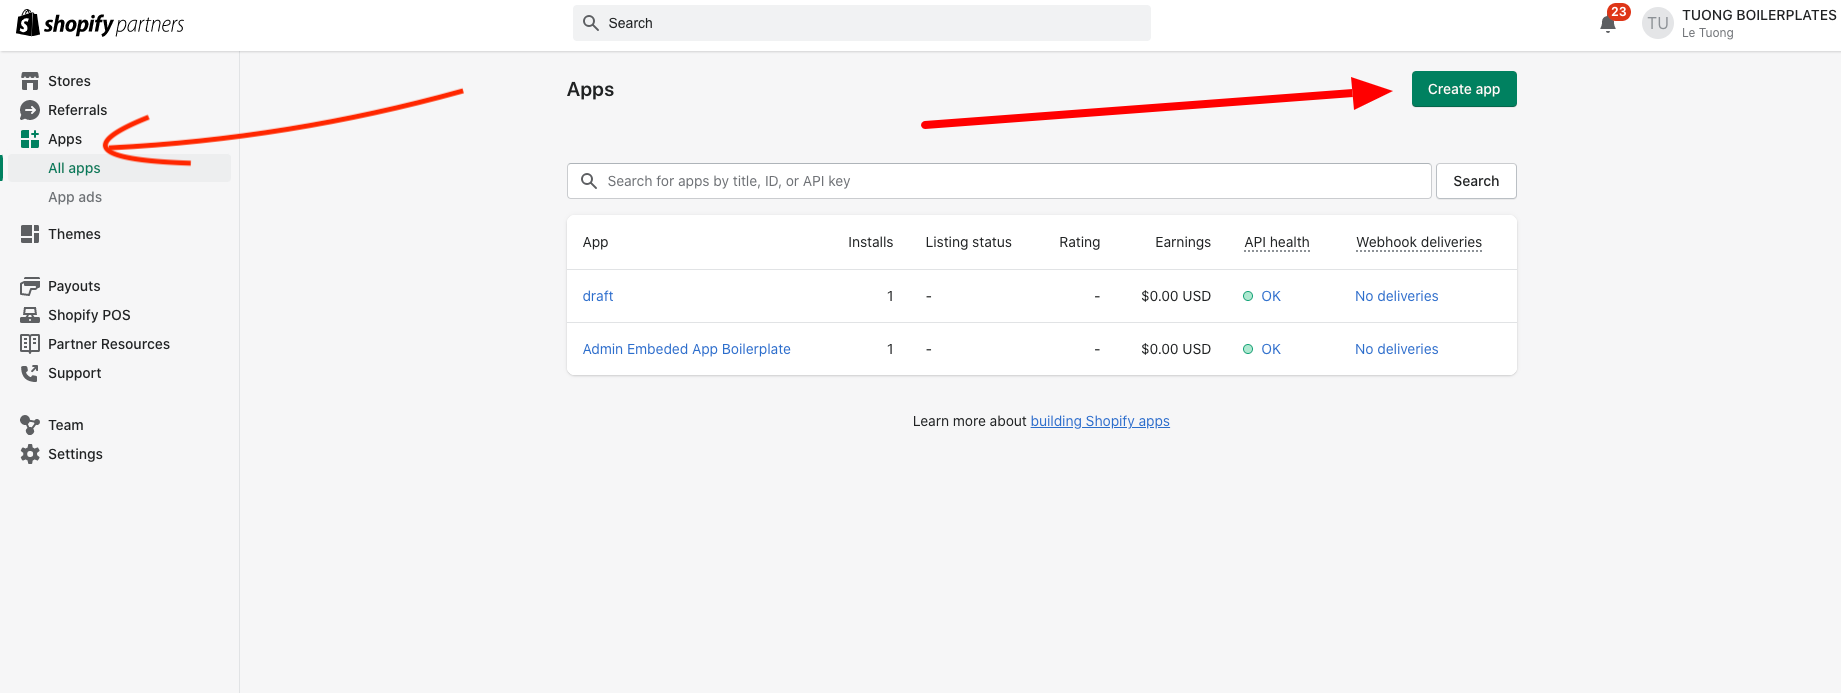 shopify partners
Search
23
TU
TUONG BOILERPLATES
Le Tuong
Stores
Referrals
Apps
All apps
App ads
Themes
Payouts
Shopify POS
Partner Resources
Support
Team
Settings
Apps
Create app
Search for apps by title, ID, or API key
Search
App Installs Listing status Rating Earnings API health Webhook deliveries
draft 1 - - $0.00 USD OK No deliveries
Admin Embeded App Boilerplate 1 - - $0.00 USD OK No deliveries
Learn more about building Shopify apps